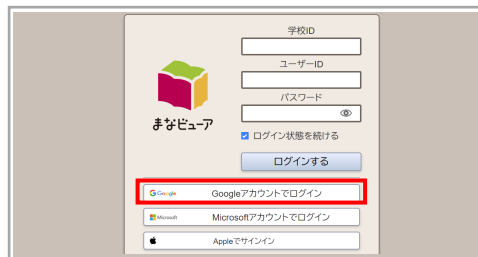 学校ID
ユーザーID
パスワード
まなビューア
ログイン状態を続ける
ログインする
Google Googleアカウントでログイン
Microsoft Microsoftアカウントでログイン
Appleでサインイン